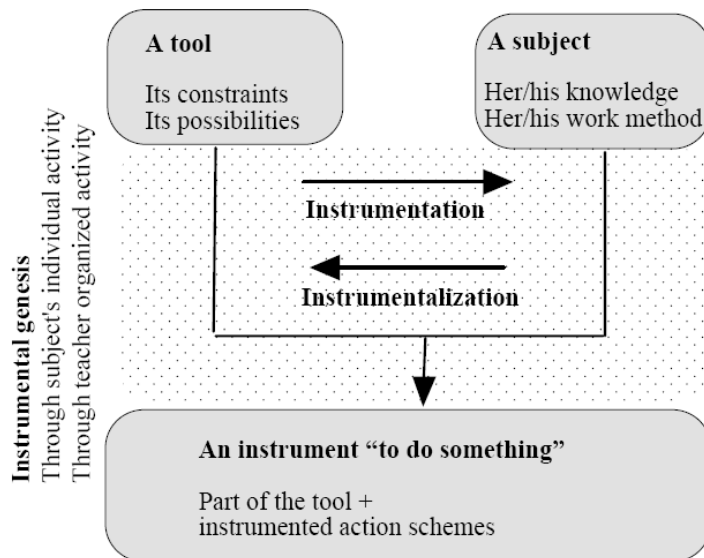 A tool
Its constraints
Its possibilities
A subject
Her/his knowledge
Her/his work method
Instrumentation
Instrumentalization
Instrumental genesis
Through subject's individual activity
Through teacher organized activity
An instrument “to do something”
Part of the tool +
instrumented action schemes